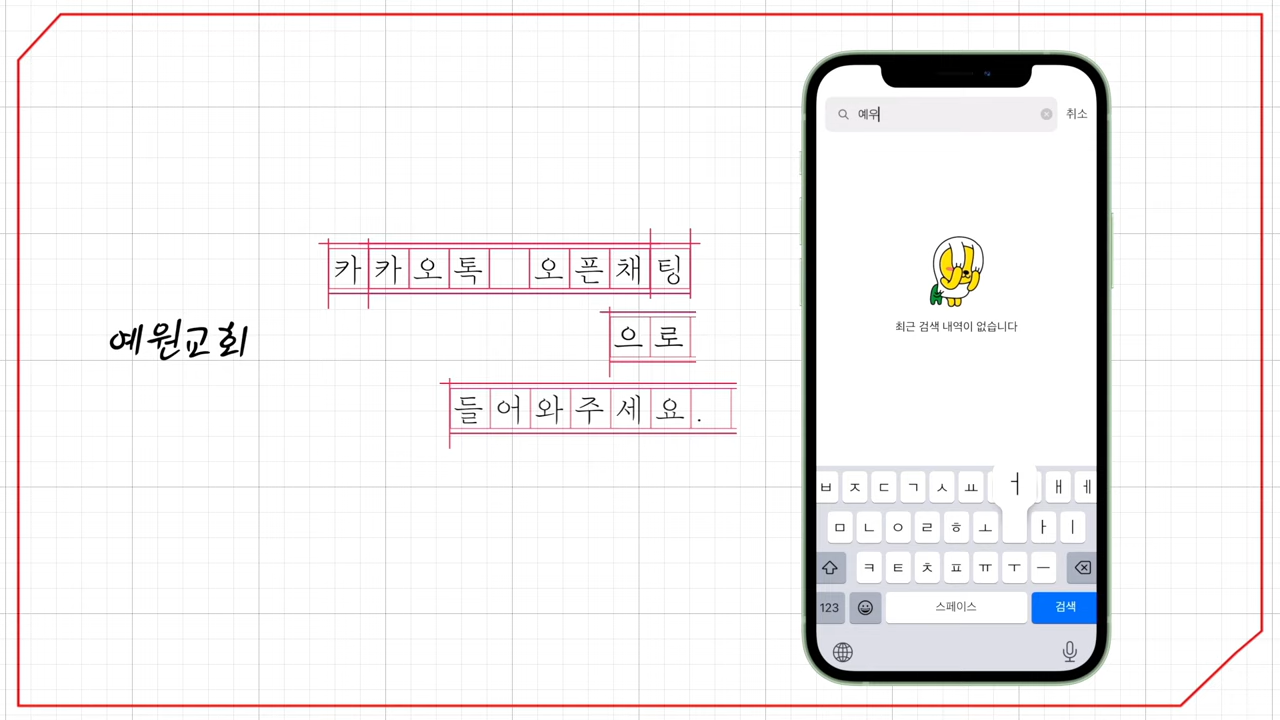 예원교회
카카오톡 오픈채팅
으로
들어와주세요.
예우
취소
최근 검색 내역이 없습니다
ㅂ ㅈ ㄷ ㄱ ㅅ ㅛ ㅓ ㅐ ㅔ
ㅁ ㄴ ㅇ ㄹ ㅎ ㅗ ㅏ ㅣ
ㅋ ㅌ ㅊ ㅍ ㅠ ㅜ ㅡ
123 스페이스 검색